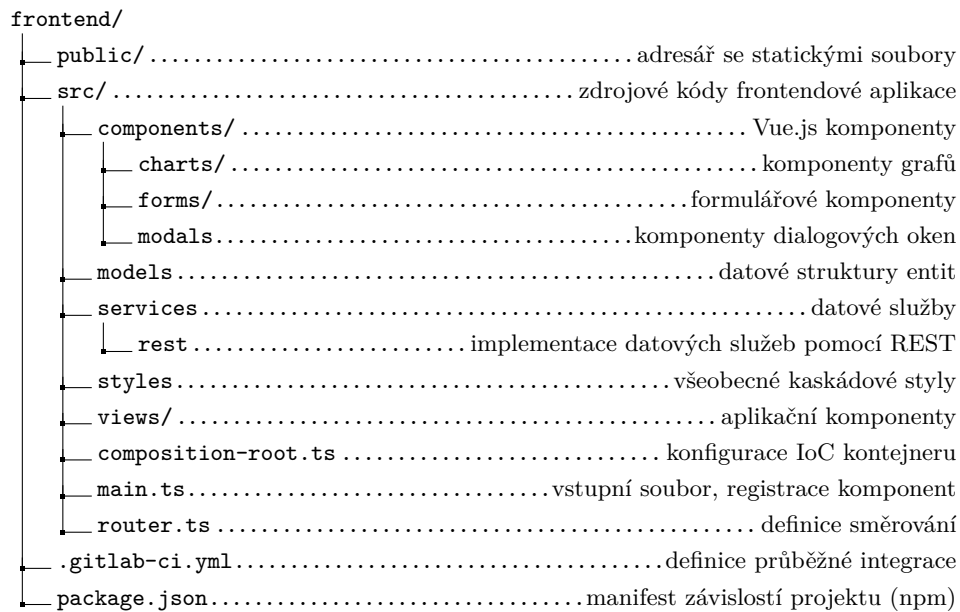 frontend/
public/ adresář se statickými soubory
src/ zdrojové kódy frontendové aplikace
components/ Vue.js komponenty
charts/ komponenty grafů
forms/ formulářové komponenty
modals komponenty dialogových oken
models datové struktury entit
services datové služby
rest implementace datových služeb pomocí REST
styles všeobecné kaskádové styly
views/ aplikační komponenty
composition-root.ts konfigurace IoC kontejneru
main.ts vstupní soubor, registrace komponent
router.ts definice směrování
.gitlab-ci.yml definice průběžné integrace
package.json manifest závislostí projektu (npm)